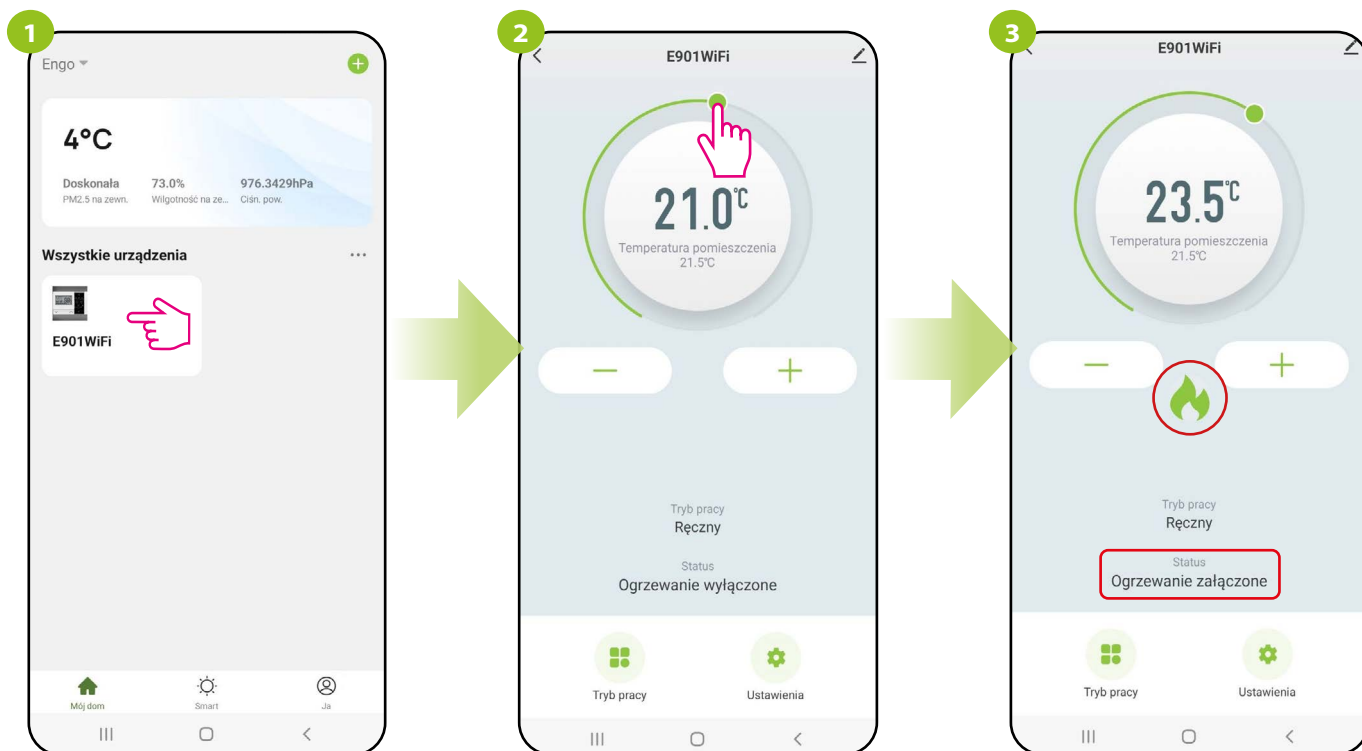 1
Engo
4°C
Doskonała 73.0% 976.3429hPa
PM2.5 na zewn. Wilgotność na ze... Ciśn. pow.
Wszystkie urządzenia ...
E901WiFi
Mój dom Smart Ja
2
E901WiFi
21.0°C
Temperatura pomieszczenia
21.5°C
Tryb pracy
Ręczny
Status
Ogrzewanie wyłączone
Tryb pracy Ustawienia
3
E901WiFi
23.5°C
Temperatura pomieszczenia
21.5°C
Tryb pracy
Ręczny
Status
Ogrzewanie załączone
Tryb pracy Ustawienia